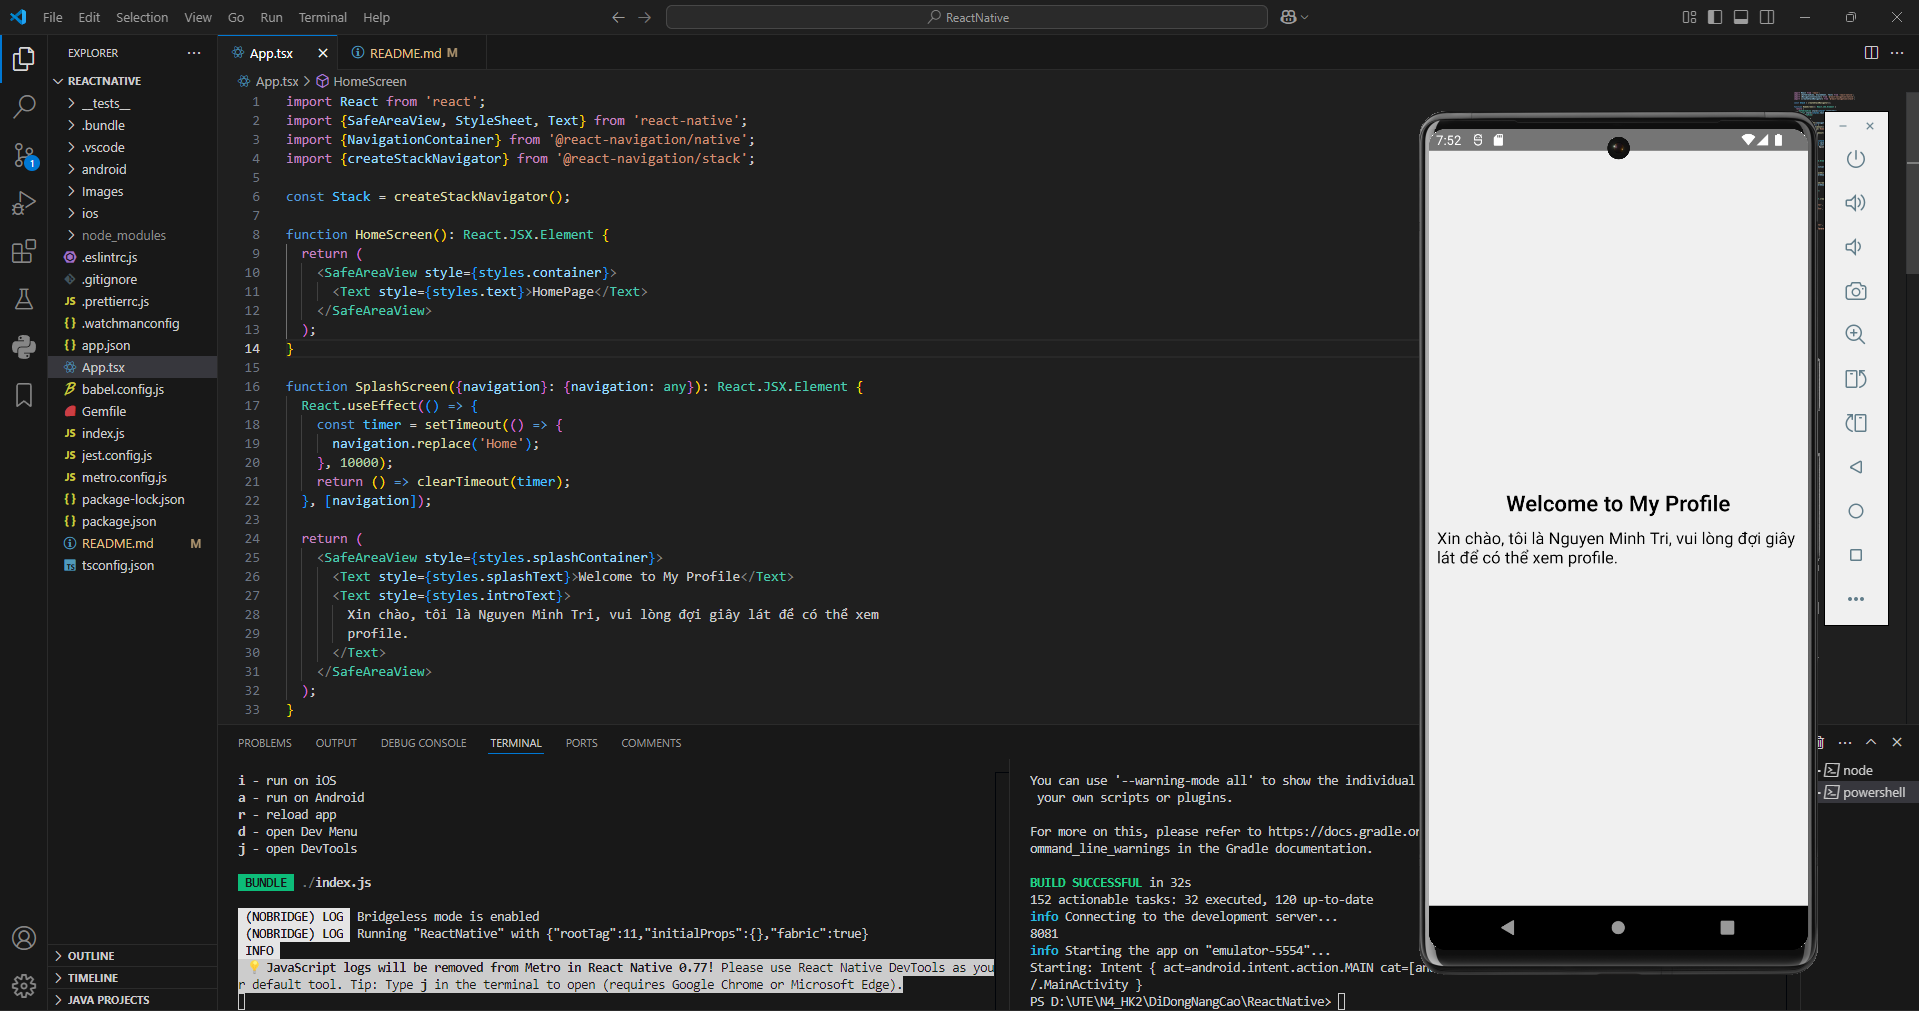 File Edit Selection View Go Run Terminal Help
ReactNative
EXPLORER
REACTNATIVE
__tests__
.bundle
.vscode
android
Images
ios
node_modules
.eslintrc.js
.gitignore
.prettierrc.js
.watchmanconfig
app.json
App.tsx
babel.config.js
Gemfile
index.js
jest.config.js
metro.config.js
package-lock.json
package.json
README.md M
tsconfig.json
OUTLINE
TIMELINE
JAVA PROJECTS
1
App.tsx README.md M
App.tsx > HomeScreen
1 import React from 'react';
2 import {SafeAreaView, StyleSheet, Text} from 'react-native';
3 import {NavigationContainer} from '@react-navigation/native';
4 import {createStackNavigator} from '@react-navigation/stack';
5
6 const Stack = createStackNavigator();
7
8 function HomeScreen(): React.JSX.Element {
9 return (
10 <SafeAreaView style={styles.container}>
11 <Text style={styles.text}>HomePage</Text>
12 </SafeAreaView>
13 );
14 }
15
16 function SplashScreen({navigation}: {navigation: any}): React.JSX.Element {
17 React.useEffect(() => {
18 const timer = setTimeout(() => {
19 navigation.replace('Home');
20 }, 10000);
21 return () => clearTimeout(timer);
22 }, [navigation]);
23
24 return (
25 <SafeAreaView style={styles.splashContainer}>
26 <Text style={styles.splashText}>Welcome to My Profile</Text>
27 <Text style={styles.introText}>
28 Xin chào, tôi là Nguyen Minh Tri, vui lòng đợi giây lát để có thể xem
29 profile.
30 </Text>
31 </SafeAreaView>
32 );
33 }
7:52
Welcome to My Profile
Xin chào, tôi là Nguyen Minh Tri, vui lòng đợi giây
lát để có thể xem profile.
PROBLEMS OUTPUT DEBUG CONSOLE TERMINAL PORTS COMMENTS
i - run on iOS
a - run on Android
r - reload app
d - open Dev Menu
j - open DevTools
BUNDLE ./index.js
(NOBRIDGE) LOG Bridgeless mode is enabled
(NOBRIDGE) LOG Running "ReactNative" with {"rootTag":11,"initialProps":{},"fabric":true}
INFO
💡 JavaScript logs will be removed from Metro in React Native 0.77! Please use React Native DevTools as you
r default tool. Tip: Type j in the terminal to open (requires Google Chrome or Microsoft Edge).
You can use '--warning-mode all' to show the individual
your own scripts or plugins.
For more on this, please refer to https://docs.gradle.or
ommand_line_warnings in the Gradle documentation.
BUILD SUCCESSFUL in 32s
152 actionable tasks: 32 executed, 120 up-to-date
info Connecting to the development server...
8081
info Starting the app on "emulator-5554"...
Starting: Intent { act=android.intent.action.MAIN cat=[an
/.MainActivity }
PS D:\UTE\N4_HK2\DiDongNangCao\ReactNative>
node
powershell